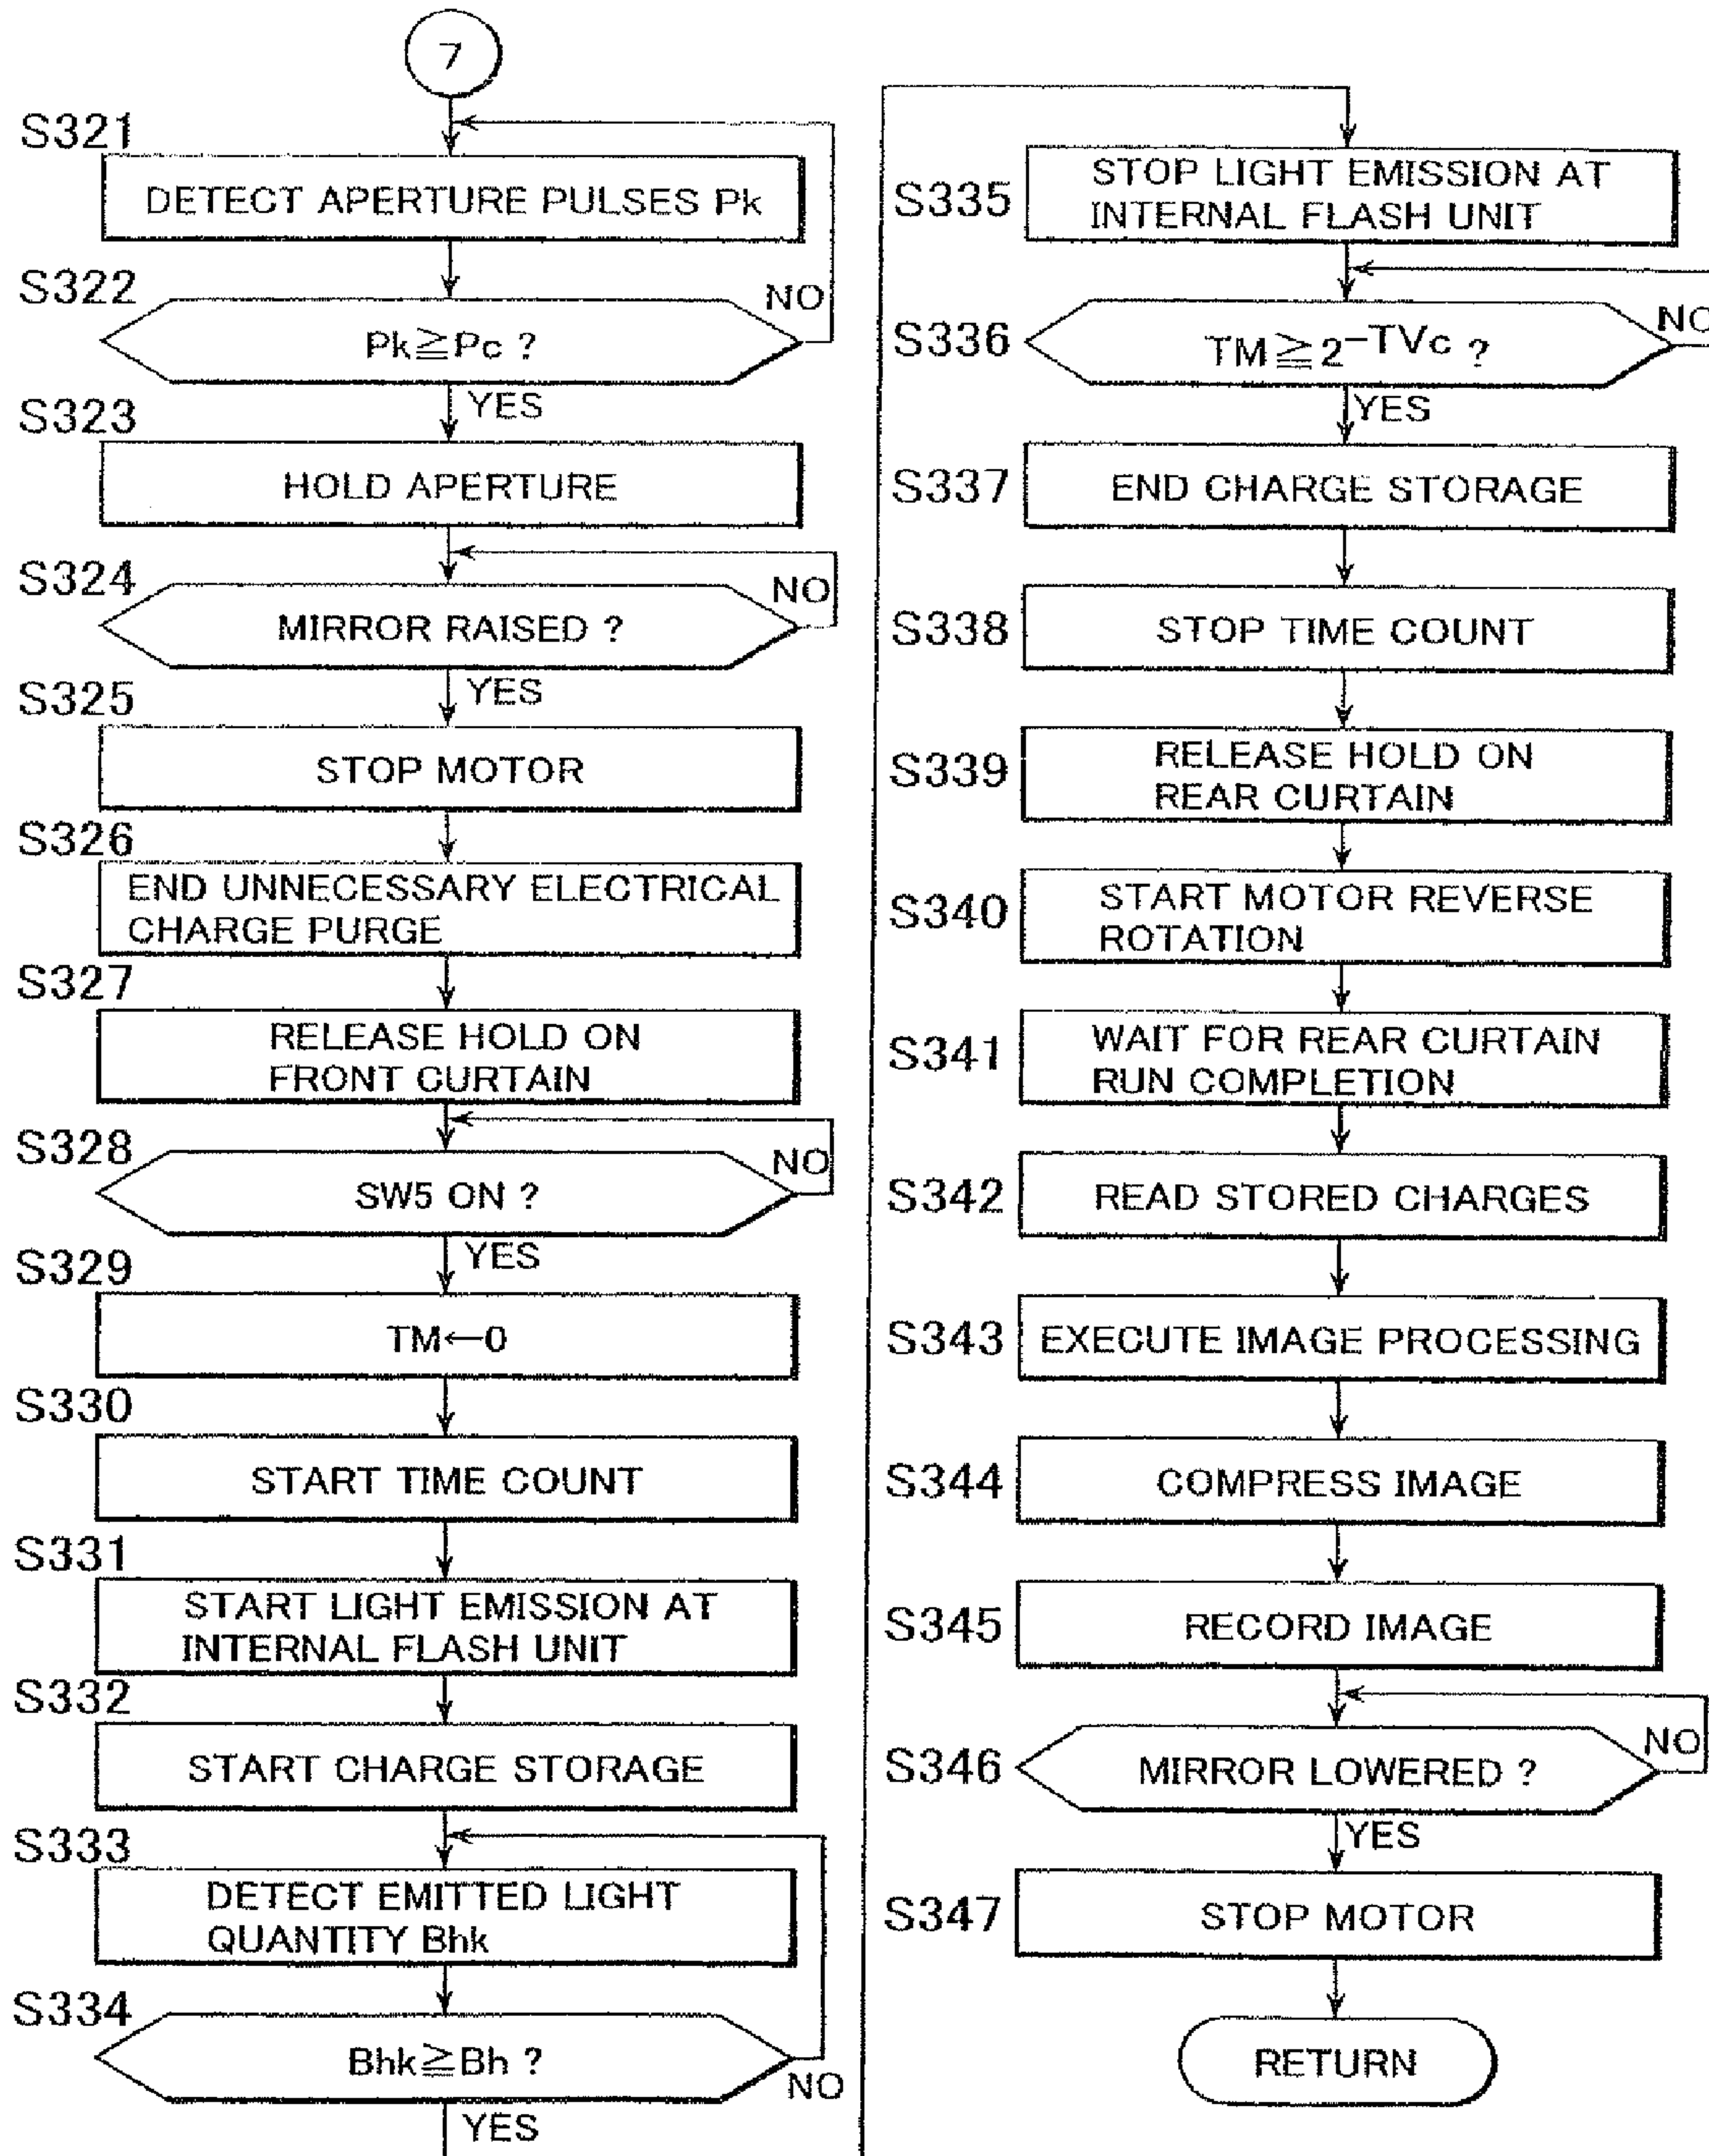 7
S321
DETECT APERTURE PULSES Pk
S322
Pk≧Pc ?
NO
YES
S323
HOLD APERTURE
S324
MIRROR RAISED ?
NO
YES
S325
STOP MOTOR
S326
END UNNECESSARY ELECTRICAL
CHARGE PURGE
S327
RELEASE HOLD ON
FRONT CURTAIN
S328
SW5 ON ?
NO
YES
S329
TM←0
S330
START TIME COUNT
S331
START LIGHT EMISSION AT
INTERNAL FLASH UNIT
S332
START CHARGE STORAGE
S333
DETECT EMITTED LIGHT
QUANTITY Bhk
S334
Bhk≧Bh ?
NO
YES
S335
STOP LIGHT EMISSION AT
INTERNAL FLASH UNIT
S336
TM≧2^-TVc ?
NO
YES
S337
END CHARGE STORAGE
S338
STOP TIME COUNT
S339
RELEASE HOLD ON
REAR CURTAIN
S340
START MOTOR REVERSE
ROTATION
S341
WAIT FOR REAR CURTAIN
RUN COMPLETION
S342
READ STORED CHARGES
S343
EXECUTE IMAGE PROCESSING
S344
COMPRESS IMAGE
S345
RECORD IMAGE
S346
MIRROR LOWERED ?
NO
YES
S347
STOP MOTOR
RETURN